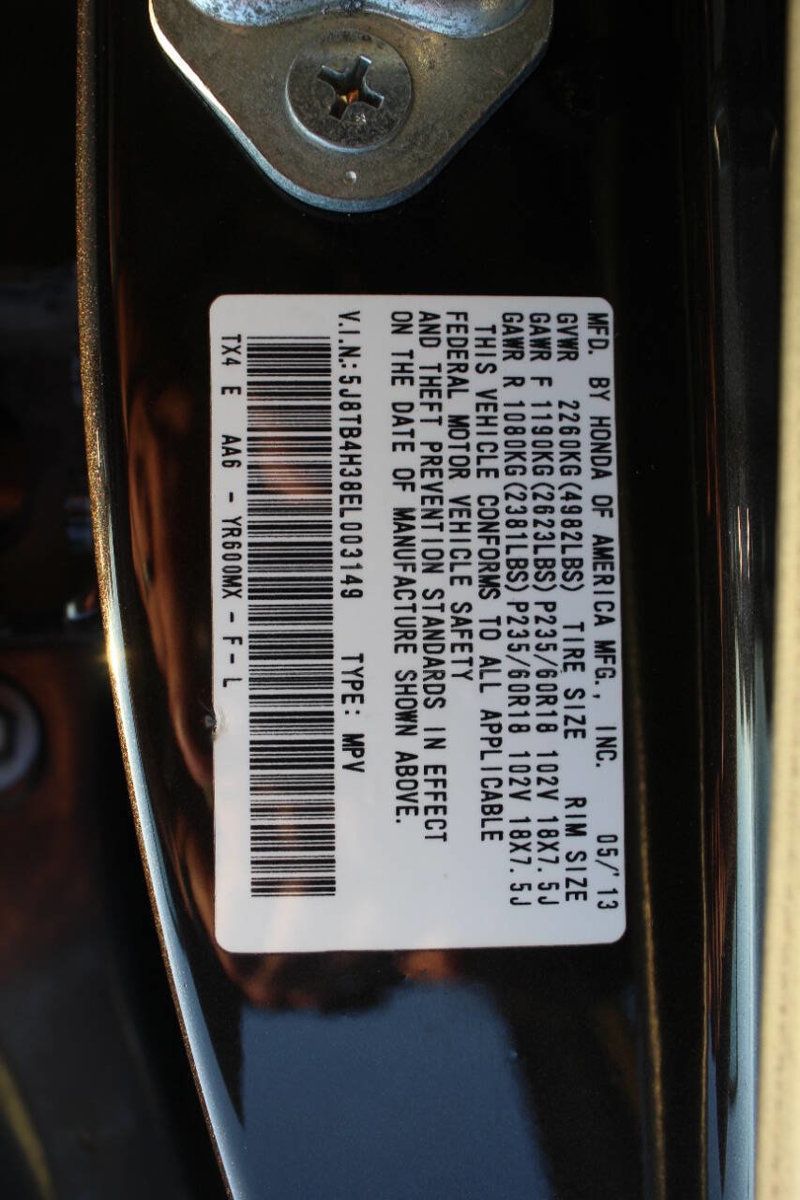 MFD. BY HONDA OF AMERICA MFG., INC. 05/'13
GVWR 2260KG(4982LBS) TIRE SIZE RIM SIZE
GAWR F 1190KG(2623LBS) P235/60R18 102V 18X7.5J
GAWR R 1080KG(2381LBS) P235/60R18 102V 18X7.5J
THIS VEHICLE CONFORMS TO ALL APPLICABLE
FEDERAL MOTOR VEHICLE SAFETY
AND THEFT PREVENTION STANDARDS IN EFFECT
ON THE DATE OF MANUFACTURE SHOWN ABOVE.
V.I.N.: 5J8TB4H38EL003149 TYPE: MPV
TX4 E AA6 - YR600MX - F - L